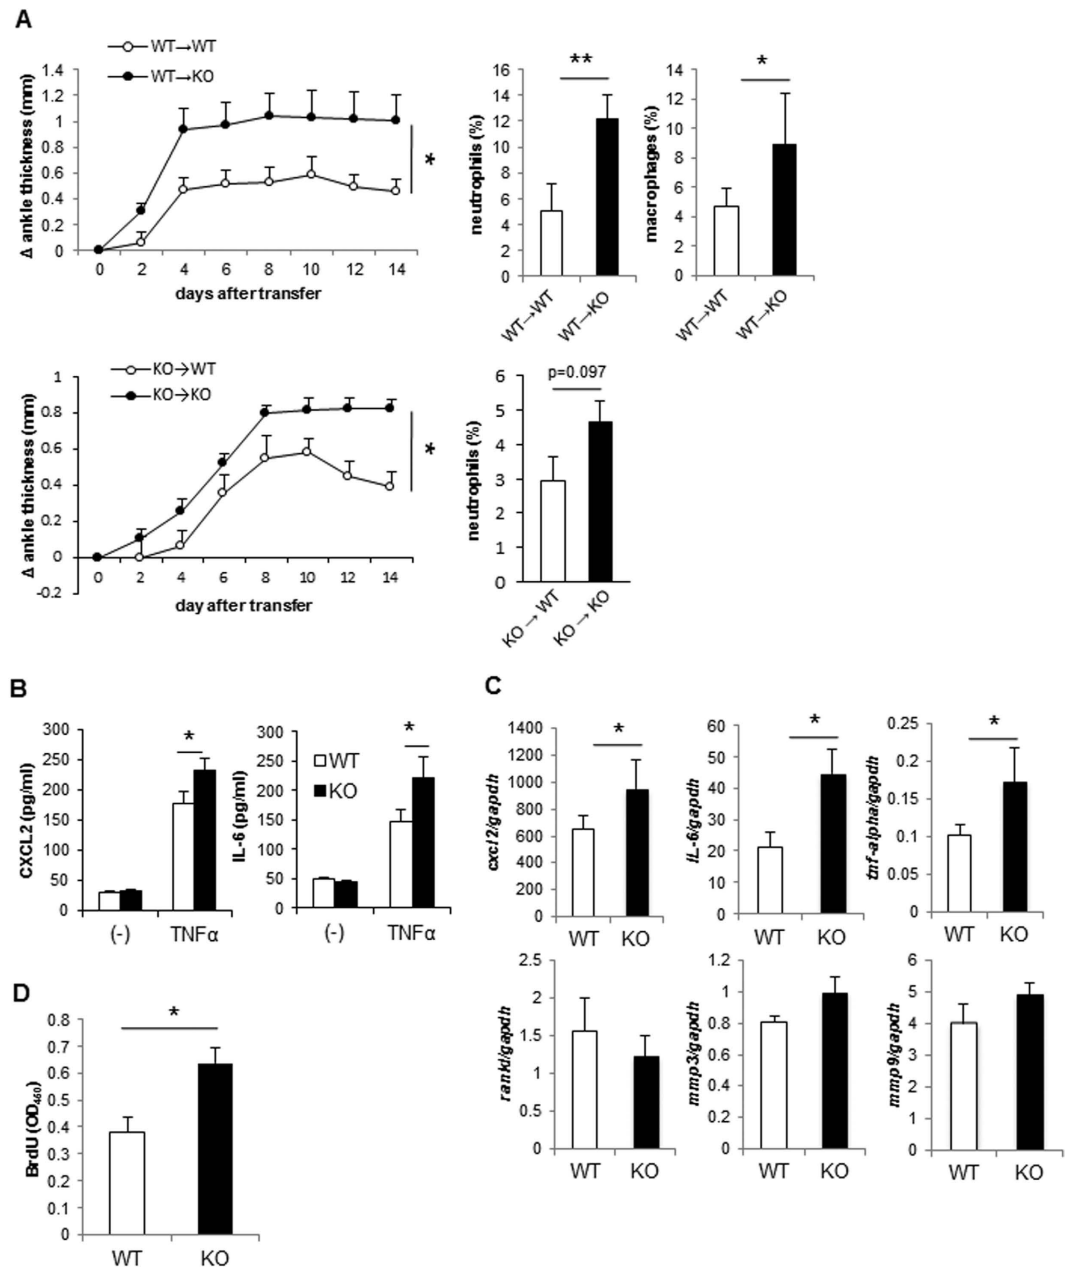 A
WT→WT
WT→KO
Δ ankle thickness (mm)
1.4
1.2
1
0.8
0.6
0.4
0.2
0
0 2 4 6 8 10 12 14
days after transfer
*
neutrophils (%)
16
14
12
10
8
6
4
2
0
**
WT→WT
WT→KO
macrophages (%)
14
12
10
8
6
4
2
0
*
WT→WT
WT→KO
KO→WT
KO→KO
Δ ankle thickness (mm)
1
0.8
0.6
0.4
0.2
0
-0.2
0 2 4 6 8 10 12 14
day after transfer
*
neutrophils (%)
6
5
4
3
2
1
0
p=0.097
KO → WT
KO → KO
B
CXCL2 (pg/ml)
300
250
200
150
100
50
0
*
(-) TNFα
IL-6 (pg/ml)
300
250
200
150
100
50
0
*
WT
KO
(-) TNFα
C
cxcl2/gapdh
1400
1200
1000
800
600
400
200
0
*
WT KO
IL-6/gapdh
60
50
40
30
20
10
0
*
WT KO
tnf-alpha/gapdh
0.25
0.2
0.15
0.1
0.05
0
*
WT KO
rankl/gapdh
2.5
2
1.5
1
0.5
0
WT KO
mmp3/gapdh
1.2
1
0.8
0.6
0.4
0.2
0
WT KO
mmp9/gapdh
6
5
4
3
2
1
0
WT KO
D
BrdU (OD450)
0.8
0.7
0.6
0.5
0.4
0.3
0.2
0.1
0
*
WT KO